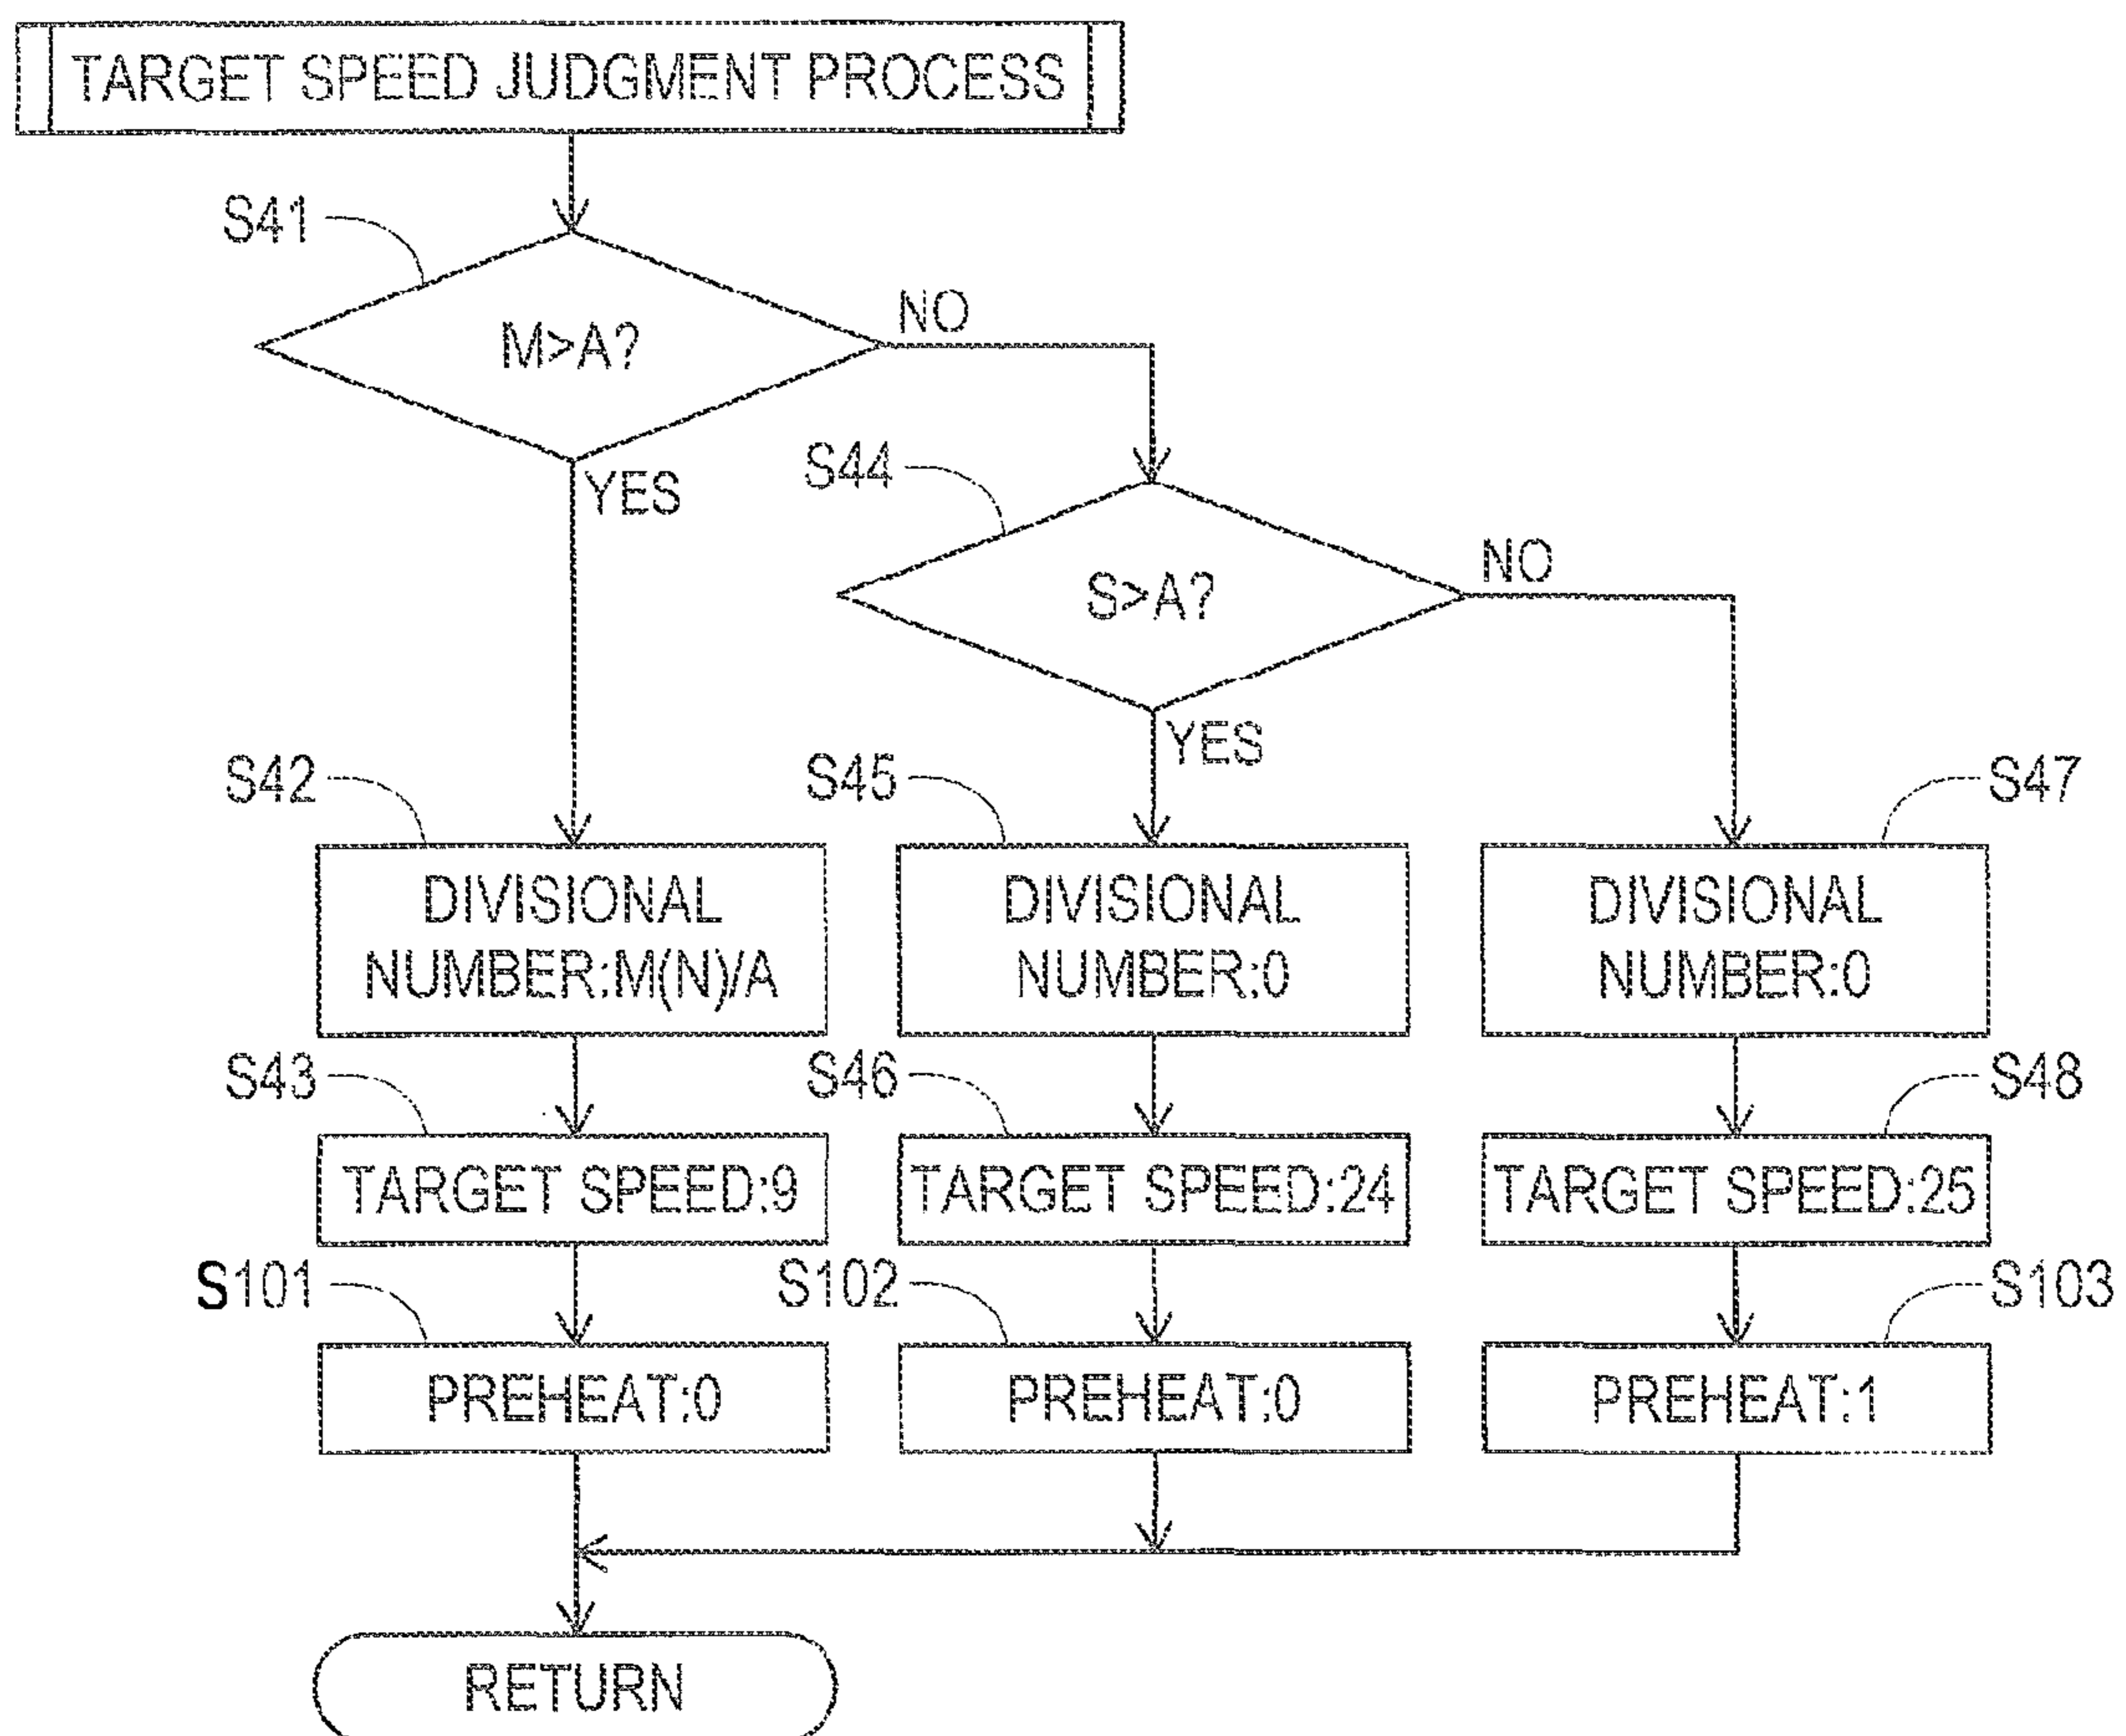 TARGET SPEED JUDGMENT PROCESS
S41
M>A?
NO
YES
S44
S>A?
NO
YES
S42
DIVISIONAL
NUMBER:M(N)/A
S45
DIVISIONAL
NUMBER:0
S47
DIVISIONAL
NUMBER:0
S43
TARGET SPEED:9
S46
TARGET SPEED:24
S48
TARGET SPEED:25
S101
PREHEAT:0
S102
PREHEAT:0
S103
PREHEAT:1
RETURN